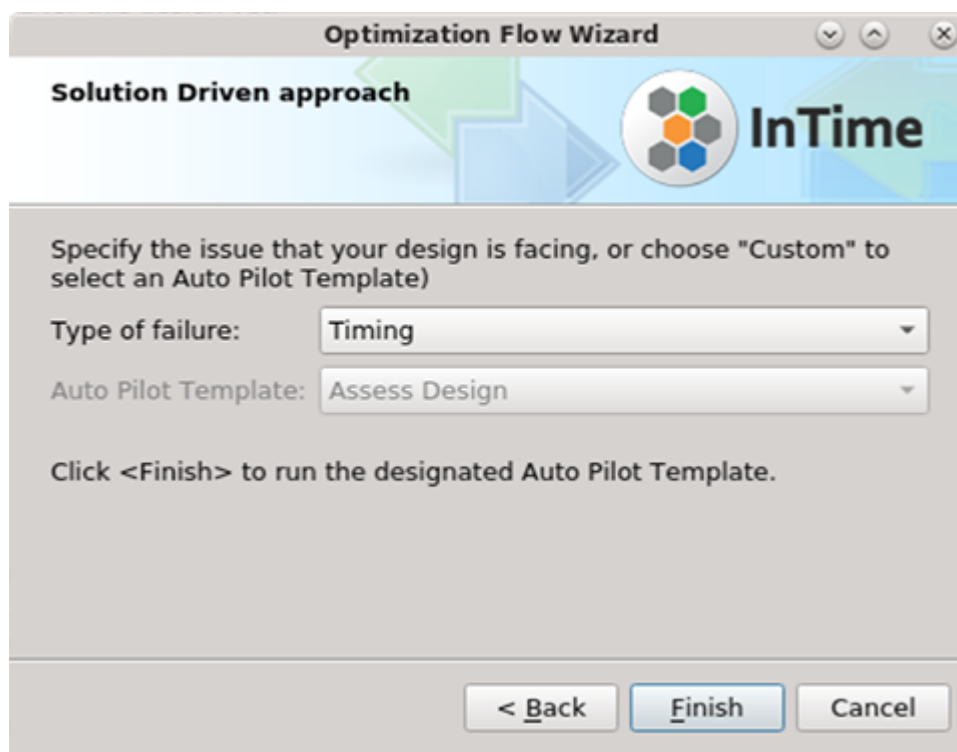 Optimization Flow Wizard
Solution Driven approach
InTime
Specify the issue that your design is facing, or choose "Custom" to
select an Auto Pilot Template)
Type of failure: Timing
Auto Pilot Template: Assess Design
Click <Finish> to run the designated Auto Pilot Template.
< Back Finish Cancel